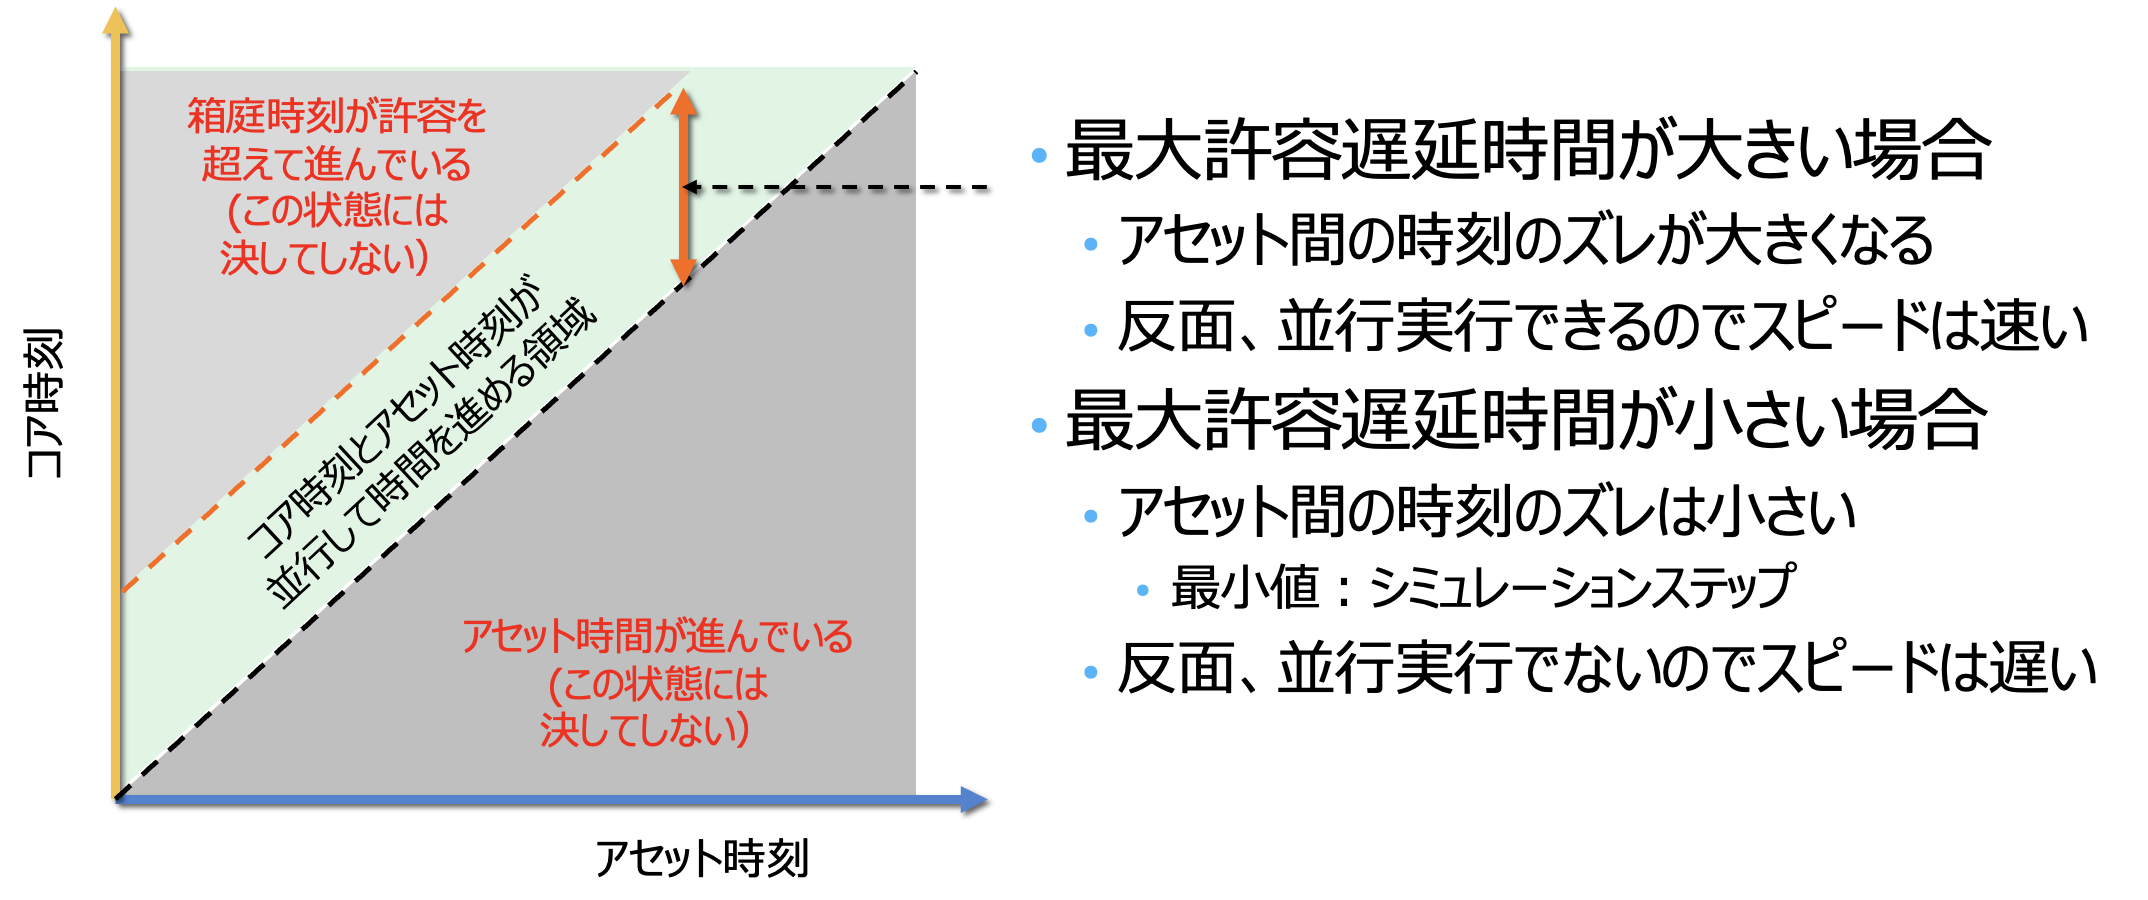 箱庭時刻が許容を
超えて進んでいる
(この状態には
決してしない)
コア時刻とアセット時刻が
並行して時間を進める領域
アセット時間が進んでいる
(この状態には
決してしない)
コア時刻
アセット時刻
• 最大許容遅延時間が大きい場合
• アセット間の時刻のズレが大きくなる
• 反面、並行実行できるのでスピードは速い
• 最大許容遅延時間が小さい場合
• アセット間の時刻のズレは小さい
• 最小値：シミュレーションステップ
• 反面、並行実行でないのでスピードは遅い